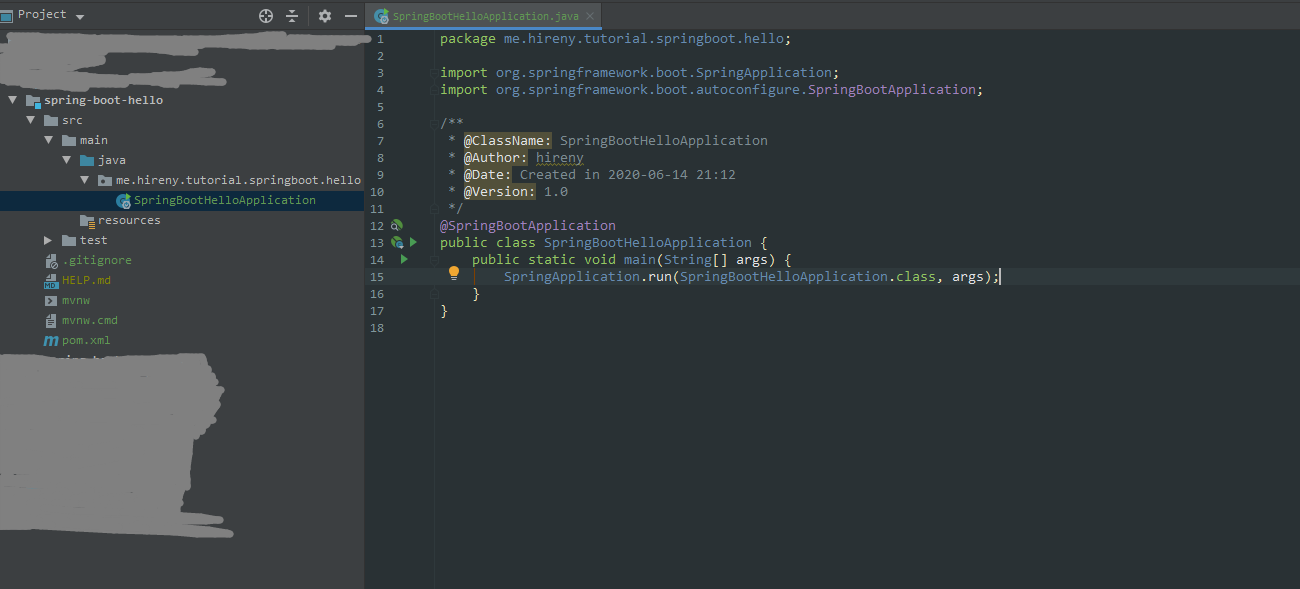 Project
SpringBootHelloApplication.java
spring-boot-hello
src
main
java
me.hireny.tutorial.springboot.hello
SpringBootHelloApplication
resources
test
.gitignore
HELP.md
mvnw
mvnw.cmd
pom.xml
1 package me.hireny.tutorial.springboot.hello;
2
3 import org.springframework.boot.SpringApplication;
4 import org.springframework.boot.autoconfigure.SpringBootApplication;
5
6 /**
7 * @ClassName: SpringBootHelloApplication
8 * @Author: hireny
9 * @Date: Created in 2020-06-14 21:12
10 * @Version: 1.0
11 */
12 @SpringBootApplication
13 public class SpringBootHelloApplication {
14 public static void main(String[] args) {
15 SpringApplication.run(SpringBootHelloApplication.class, args);
16 }
17 }
18